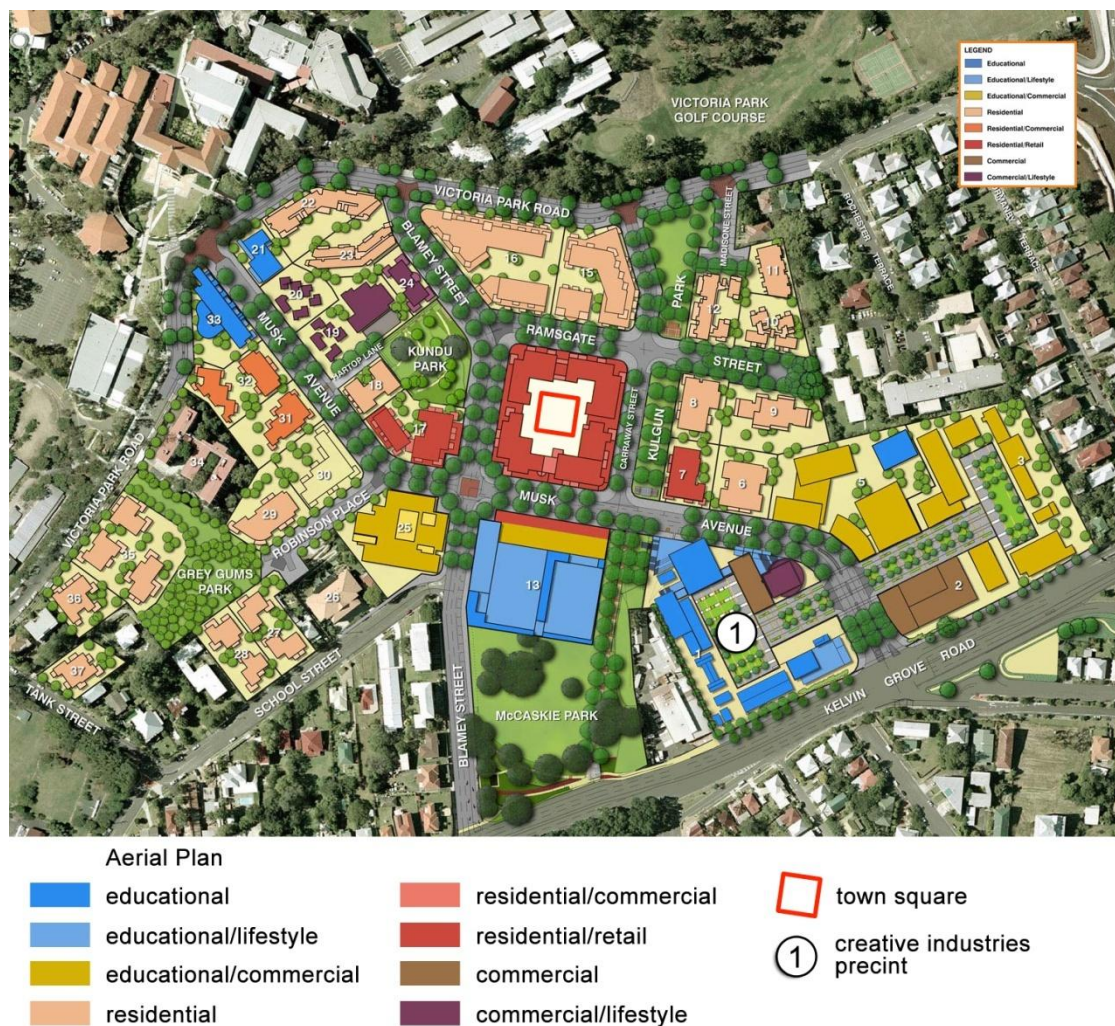 LEGEND
Educational
Educational/Lifestyle
Educational/Commercial
Residential
Residential/Commercial
Residential/Retail
Commercial
Commercial/Lifestyle
VICTORIA PARK
GOLF COURSE
VICTORIA PARK ROAD
BLAMEY STREET
MADISONE STREET
ROCHESTER
TERRACE
TERRACE
PARK
22
21
23
24
20
19
16
15
11
12
10
33
MUSK
AVENUE
HARTOP LANE
KUNDU
PARK
RAMSGATE
STREET
18
17
32
31
30
34
29
CARRAWAY STREET
KULGUN
8
9
7
6
5
3
2
MUSK
AVENUE
VICTORIA PARK ROAD
ROBINSON PLACE
25
13
35
36
37
GREY GUMS
PARK
26
27
28
TANK STREET
SCHOOL STREET
BLAMEY STREET
McCASKIE PARK
1
1
KELVIN GROVE ROAD
Aerial Plan
educational
educational/lifestyle
educational/commercial
residential
residential/commercial
residential/retail
commercial
commercial/lifestyle
town square
1
creative industries
precint